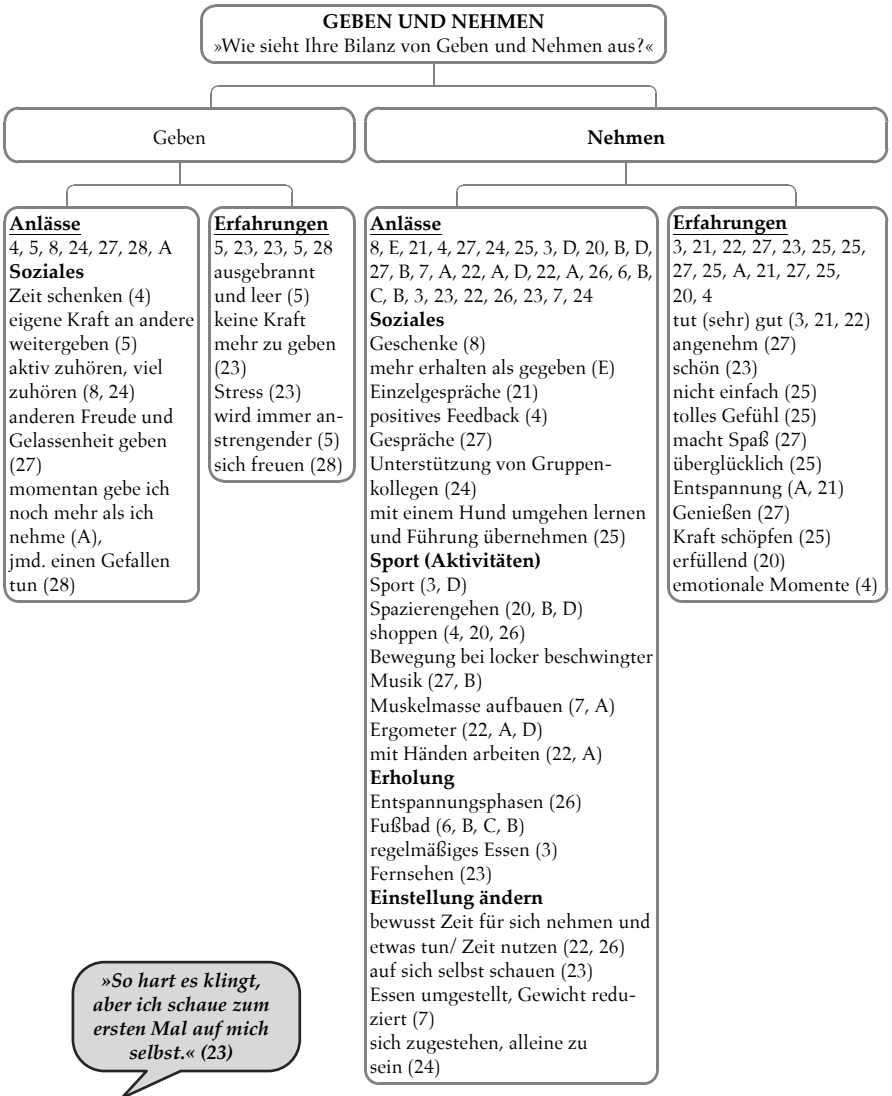 GEBEN UND NEHMEN
»Wie sieht Ihre Bilanz von Geben und Nehmen aus?«
Geben
Nehmen
Anlässe
4, 5, 8, 24, 27, 28, A
Soziales
Zeit schenken (4)
eigene Kraft an andere
weitergeben (5)
aktiv zuhören, viel
zuhören (8, 24)
anderen Freude und
Gelassenheit geben
(27)
momentan gebe ich
noch mehr als ich
nehme (A),
jmd. einen Gefallen
tun (28)
Erfahrungen
5, 23, 23, 5, 28
ausgebrannt
und leer (5)
keine Kraft
mehr zu geben
(23)
Stress (23)
wird immer an-
strengender (5)
sich freuen (28)
Anlässe
8, E, 21, 4, 27, 24, 25, 3, D, 20, B, D,
27, B, 7, A, 22, A, D, 22, A, 26, 6, B,
C, B, 3, 23, 22, 26, 23, 7, 24
Soziales
Geschenke (8)
mehr erhalten als gegeben (E)
Einzelgespräche (21)
positives Feedback (4)
Gespräche (27)
Unterstützung von Gruppen-
kollegen (24)
mit einem Hund umgehen lernen
und Führung übernehmen (25)
Sport (Aktivitäten)
Sport (3, D)
Spazierengehen (20, B, D)
shoppen (4, 20, 26)
Bewegung bei locker beschwingter
Musik (27, B)
Muskelmasse aufbauen (7, A)
Ergometer (22, A, D)
mit Händen arbeiten (22, A)
Erholung
Entspannungsphasen (26)
Fußbad (6, B, C, B)
regelmäßiges Essen (3)
Fernsehen (23)
Einstellung ändern
bewusst Zeit für sich nehmen und
etwas tun/ Zeit nutzen (22, 26)
auf sich selbst schauen (23)
Essen umgestellt, Gewicht redu-
ziert (7)
sich zugestehen, alleine zu
sein (24)
Erfahrungen
3, 21, 22, 27, 23, 25, 25,
27, 25, A, 21, 27, 25,
20, 4
tut (sehr) gut (3, 21, 22)
angenehm (27)
schön (23)
nicht einfach (25)
tolles Gefühl (25)
macht Spaß (27)
überglücklich (25)
Entspannung (A, 21)
Genießen (27)
Kraft schöpfen (25)
erfüllend (20)
emotionale Momente (4)
»So hart es klingt,
aber ich schaue zum
ersten Mal auf mich
selbst.« (23)